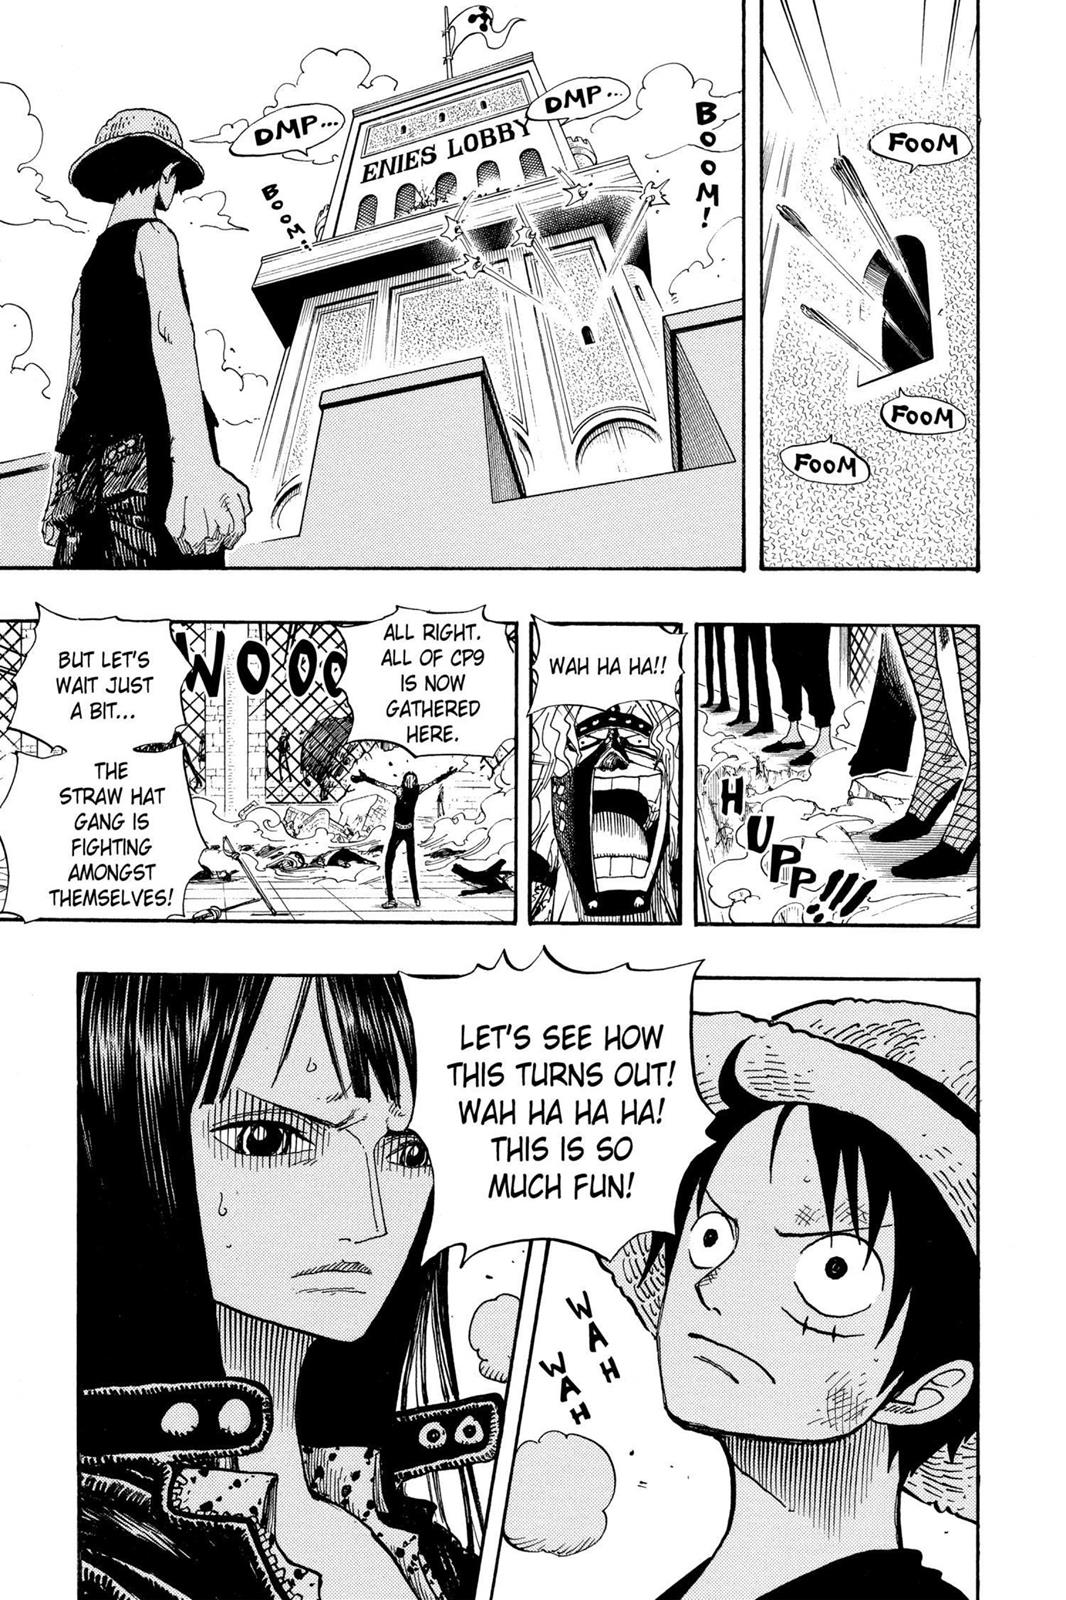 FOOM
FOOM
FOOM
BOOM!
DMP...
ENIES LOBBY
DMP...
BOOM!!
HUPP!!!
WAH HA HA!!
ALL RIGHT.
ALL OF CP9
IS NOW
GATHERED
HERE.
WOOO
BUT LET'S
WAIT JUST
A BIT...
THE
STRAW HAT
GANG IS
FIGHTING
AMONGST
THEMSELVES!
LET'S SEE HOW
THIS TURNS OUT!
WAH HA HA HA!
THIS IS SO
MUCH FUN!
WAH
WAH